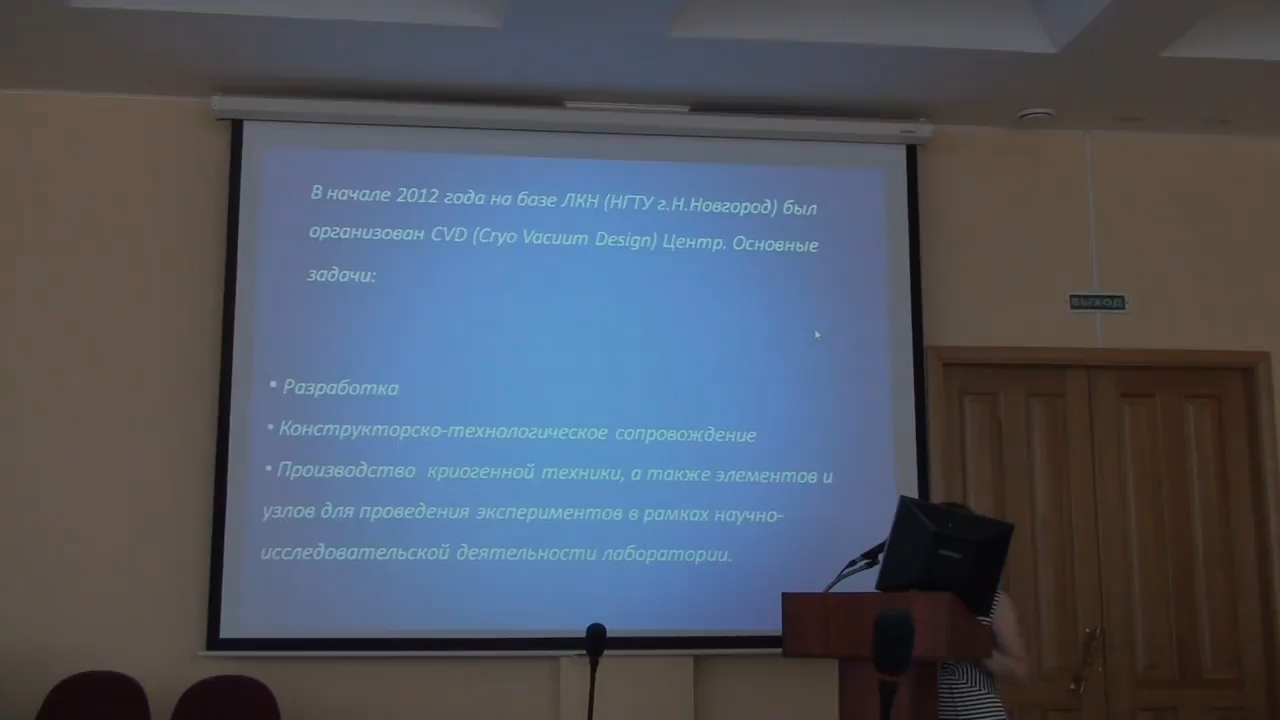 В начале 2012 года на базе ЛКН (НГТУ г.Н.Новгород) был
организован CVD (Cryo Vacuum Design) Центр. Основные
задачи:
• Разработка
• Конструкторско-технологическое сопровождение
• Производство криогенной техники, а также элементов и
узлов для проведения экспериментов в рамках научно-
исследовательской деятельности лаборатории.
ВЫХОД